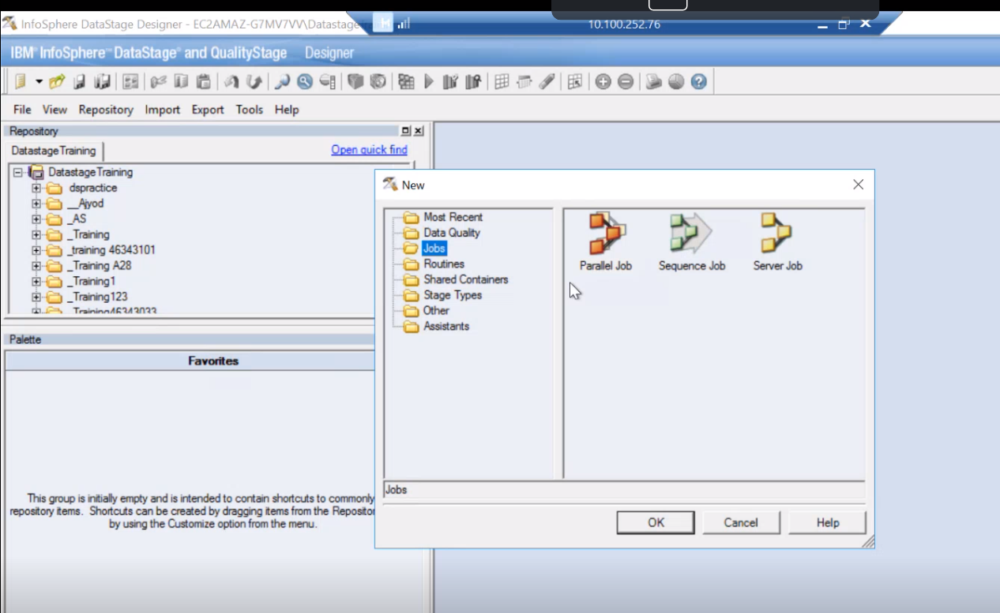 InfoSphere DataStage Designer - EC2AMAZ-G7MV7VV\Datastage
10.100.252.76
IBM InfoSphere DataStage and QualityStage Designer
File View Repository Import Export Tools Help
Repository
DatastageTraining
Open quick find
DatastageTraining
dspractice
__Ajyod
_AS
_Training
_training 46343101
_Training A28
_Training1
_Training123
_Training46343033
Palette
Favorites
This group is initially empty and is intended to contain shortcuts to commonly
repository items. Shortcuts can be created by dragging items from the Repositor
by using the Customize option from the menu.
New
Most Recent
Data Quality
Jobs
Routines
Shared Containers
Stage Types
Other
Assistants
Parallel Job
Sequence Job
Server Job
Jobs
OK
Cancel
Help